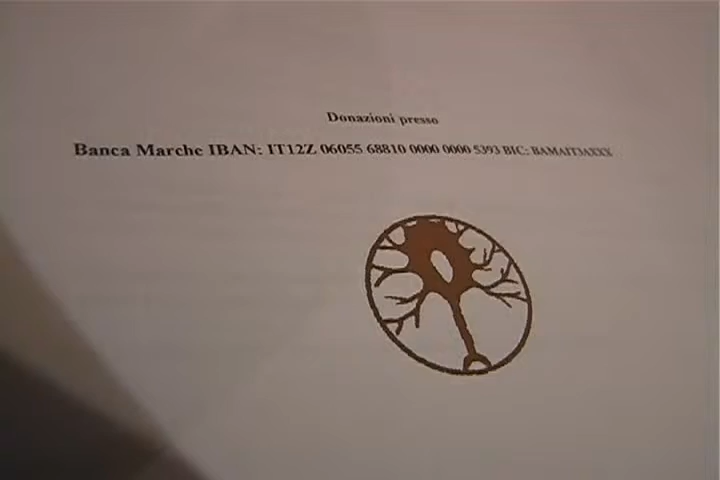 Donazioni presso
Banca Marche IBAN: IT12Z 06055 68810 0000 0000 5393 BIC: BAMAIT3AXXX